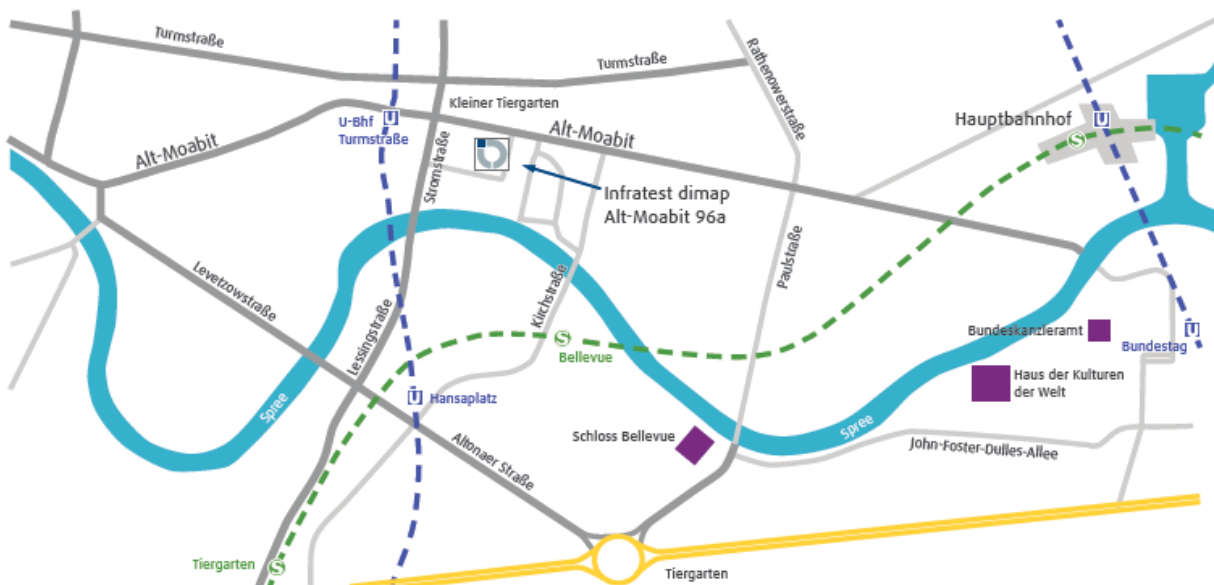 Turmstraße
Turmstraße
Rathenowerstraße
Kleiner Tiergarten
U-Bhf
Turmstraße
U
Alt-Moabit
Alt-Moabit
Hauptbahnhof
U
S
Stromstraße
Infratest dimap
Alt-Moabit 96a
Paulstraße
Levetzowstraße
Lessingstraße
Kirchstraße
S
Bellevue
Bundeskanzleramt
U
Bundestag
Haus der Kulturen
der Welt
U
Hansaplatz
Spree
Spree
Altonaer Straße
Schloss Bellevue
John-Foster-Dulles-Allee
Tiergarten
S
Tiergarten